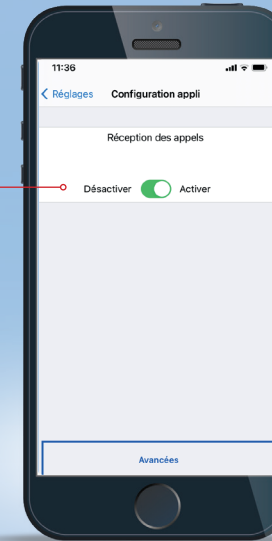 11:36
Réglages Configuration appli
Réception des appels
Désactiver Activer
Avancées